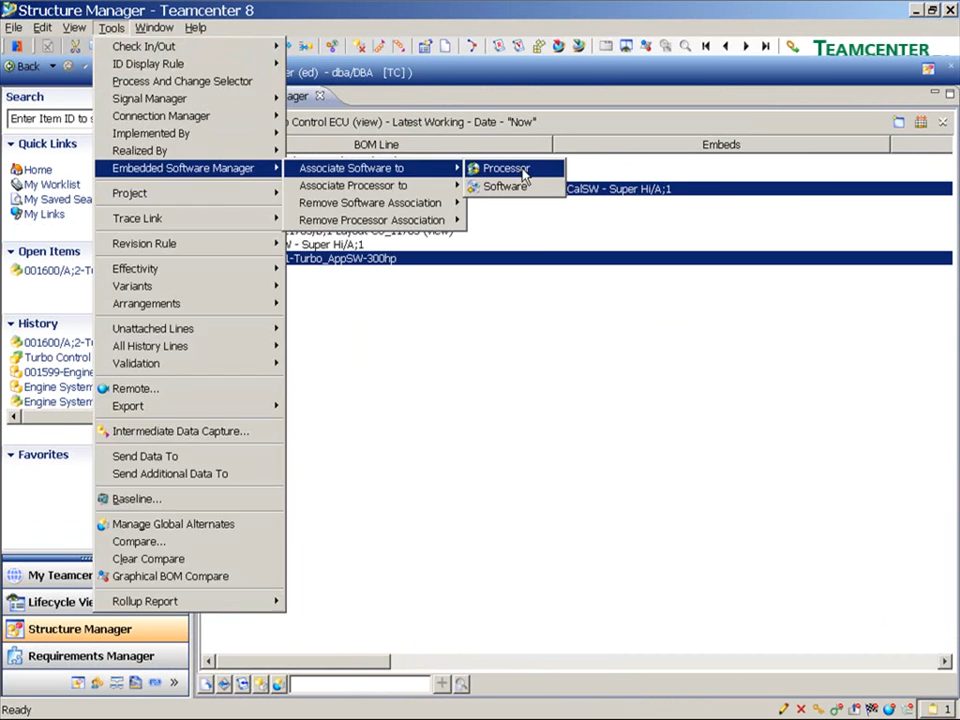 Structure Manager - Teamcenter 8
File Edit View Tools Window Help
Back
TEAMCENTER
(ed) - dba/DBA [TC] )
Search
Enter Item ID to s
Quick Links
Home
My Worklist
My Saved Sea
My Links
Open Items
001600/A;2-T
History
001600/A;2-Tu
Turbo Control
001599-Engine
Engine System
Engine System
Favorites
My Teamcen
Lifecycle Vie
Structure Manager
Requirements Manager
»
Ready
Check In/Out
ID Display Rule
Process And Change Selector
Signal Manager
Connection Manager
Implemented By
Realized By
Embedded Software Manager
Project
Trace Link
Revision Rule
Effectivity
Variants
Arrangements
Unattached Lines
All History Lines
Validation
Remote...
Export
Intermediate Data Capture...
Send Data To
Send Additional Data To
Baseline...
Manage Global Alternates
Compare...
Clear Compare
Graphical BOM Compare
Rollup Report
Associate Software to
Associate Processor to
Remove Software Association
Remove Processor Association
Processor
Software
Control ECU (view) - Latest Working - Date - "Now"
BOM Line
Embeds
CalSW - Super Hi/A;1
W - Super Hi/A;1
-Turbo_AppSW-300hp
1